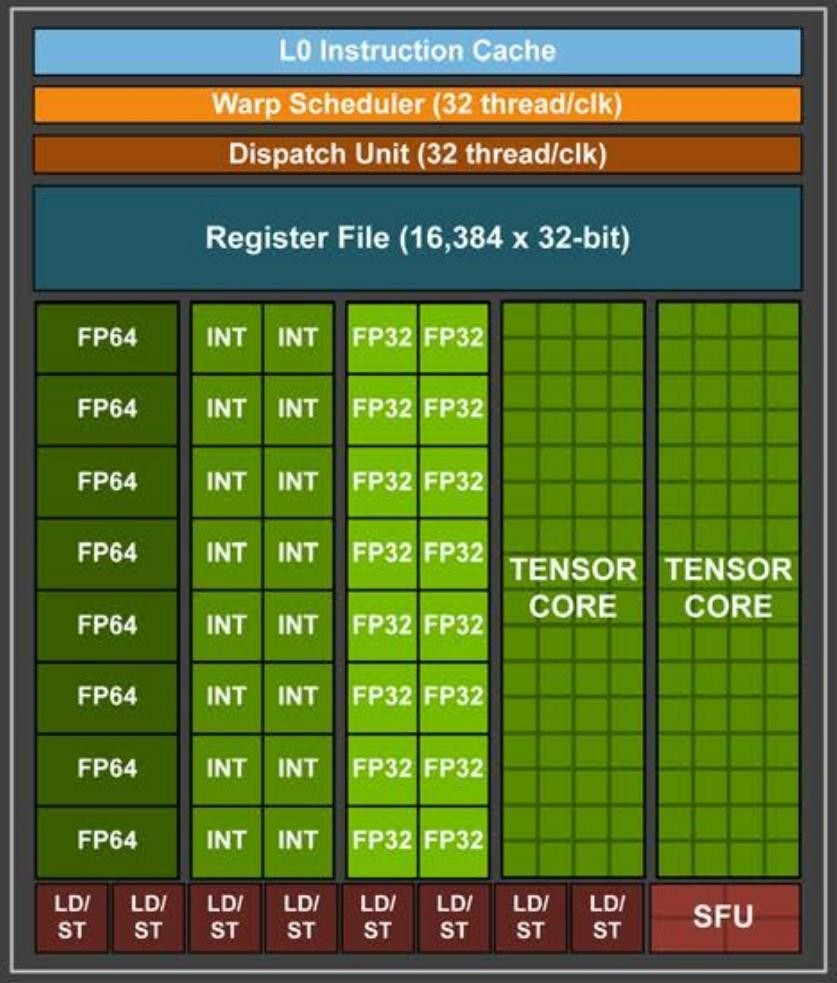 L0 Instruction Cache
Warp Scheduler (32 thread/clk)
Dispatch Unit (32 thread/clk)
Register File (16,384 x 32-bit)
FP64 INT INT FP32 FP32
FP64 INT INT FP32 FP32
FP64 INT INT FP32 FP32
FP64 INT INT FP32 FP32
FP64 INT INT FP32 FP32
FP64 INT INT FP32 FP32
FP64 INT INT FP32 FP32
FP64 INT INT FP32 FP32
TENSOR
CORE
TENSOR
CORE
LD/
ST
LD/
ST
LD/
ST
LD/
ST
LD/
ST
LD/
ST
LD/
ST
LD/
ST
SFU